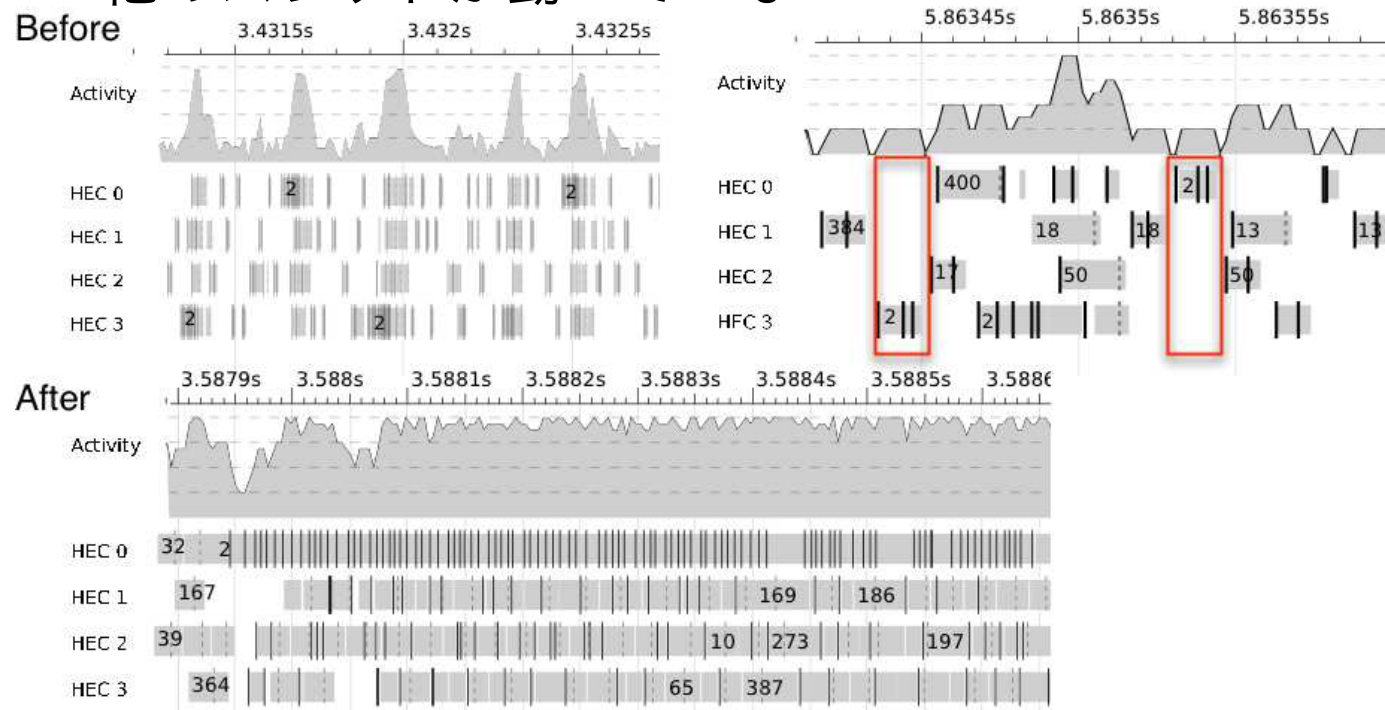 Before
3.4315s 3.432s 3.4325s
Activity
HEC 0 2 2
HEC 1
HEC 2
HEC 3 2 2
5.86345s 5.8635s 5.86355s
Activity
HEC 0 400 2
HEC 1 384 18 18 13 13
HEC 2 17 50 50
HFC 3 2 2
After
3.5879s 3.588s 3.5881s 3.5882s 3.5883s 3.5884s 3.5885s 3.5886
Activity
HEC 0 32 2
HEC 1 167 169 186
HEC 2 39 10 273 197
HEC 3 364 65 387